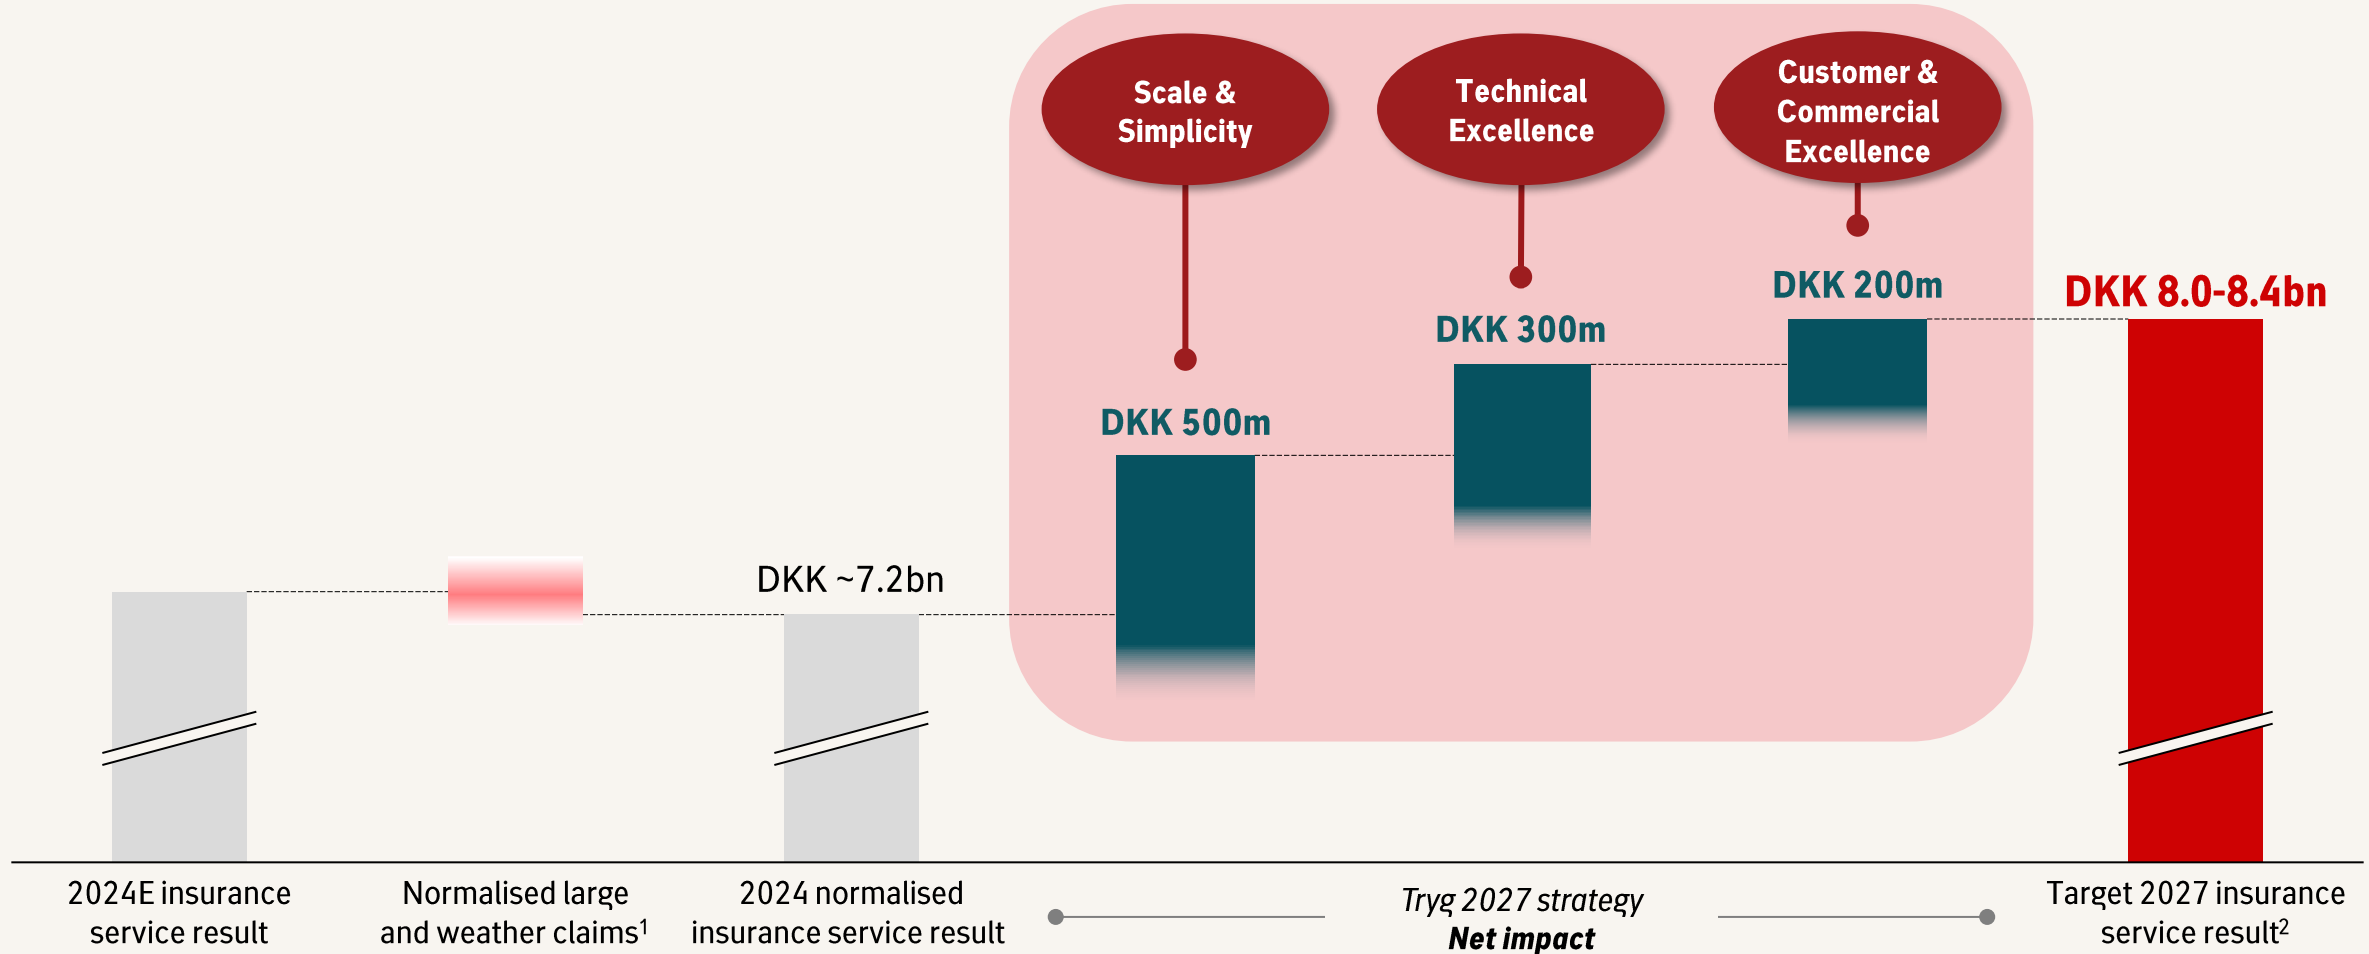 Scale &
Simplicity
Technical
Excellence
Customer &
Commercial
Excellence
DKK 500m
DKK 300m
DKK 200m
DKK 8.0-8.4bn
DKK ~7.2bn
2024E insurance
service result
Normalised large
and weather claims¹
2024 normalised
insurance service result
Tryg 2027 strategy
Net impact
Target 2027 insurance
service result²